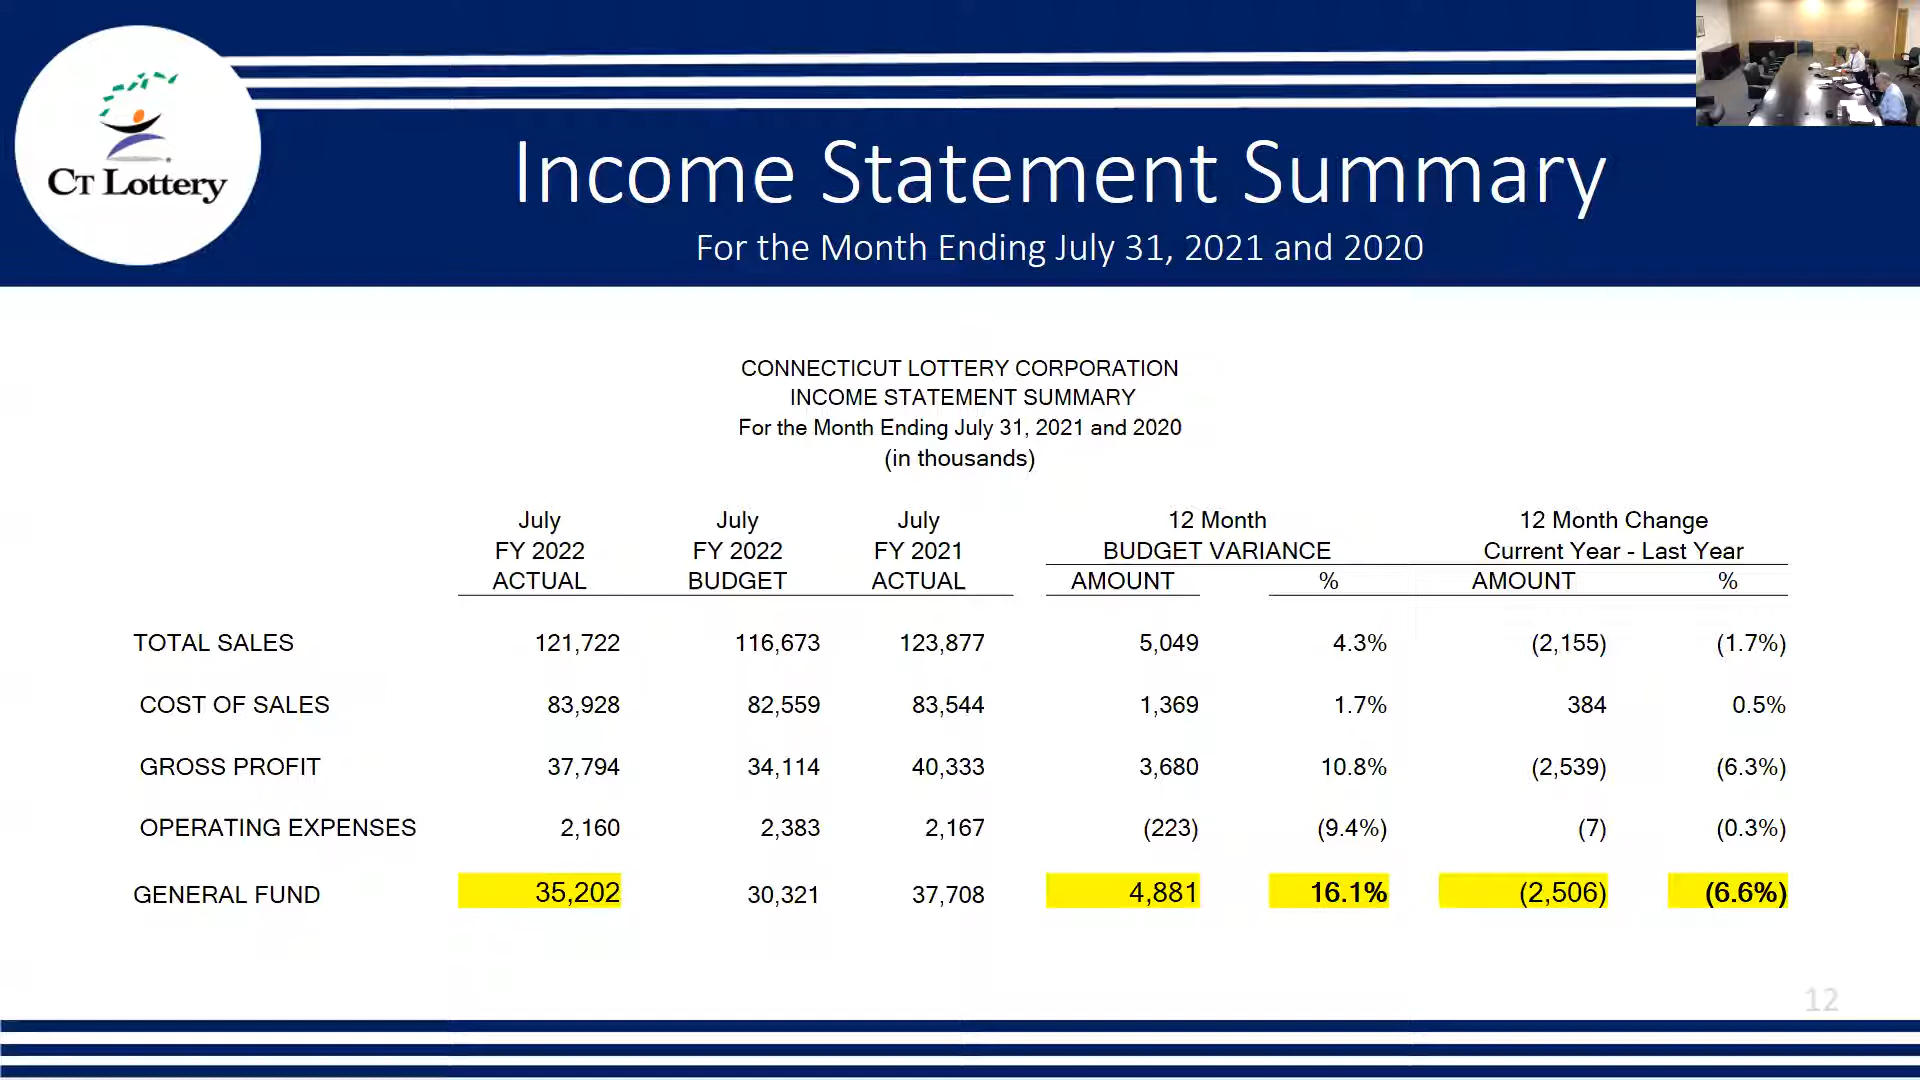 CT Lottery
Income Statement Summary
For the Month Ending July 31, 2021 and 2020
CONNECTICUT LOTTERY CORPORATION
INCOME STATEMENT SUMMARY
For the Month Ending July 31, 2021 and 2020
(in thousands)
July July July 12 Month 12 Month Change
FY 2022 FY 2022 FY 2021 BUDGET VARIANCE Current Year - Last Year
ACTUAL BUDGET ACTUAL AMOUNT % AMOUNT %
TOTAL SALES 121,722 116,673 123,877 5,049 4.3% (2,155) (1.7%)
COST OF SALES 83,928 82,559 83,544 1,369 1.7% 384 0.5%
GROSS PROFIT 37,794 34,114 40,333 3,680 10.8% (2,539) (6.3%)
OPERATING EXPENSES 2,160 2,383 2,167 (223) (9.4%) (7) (0.3%)
GENERAL FUND 35,202 30,321 37,708 4,881 16.1% (2,506) (6.6%)
12